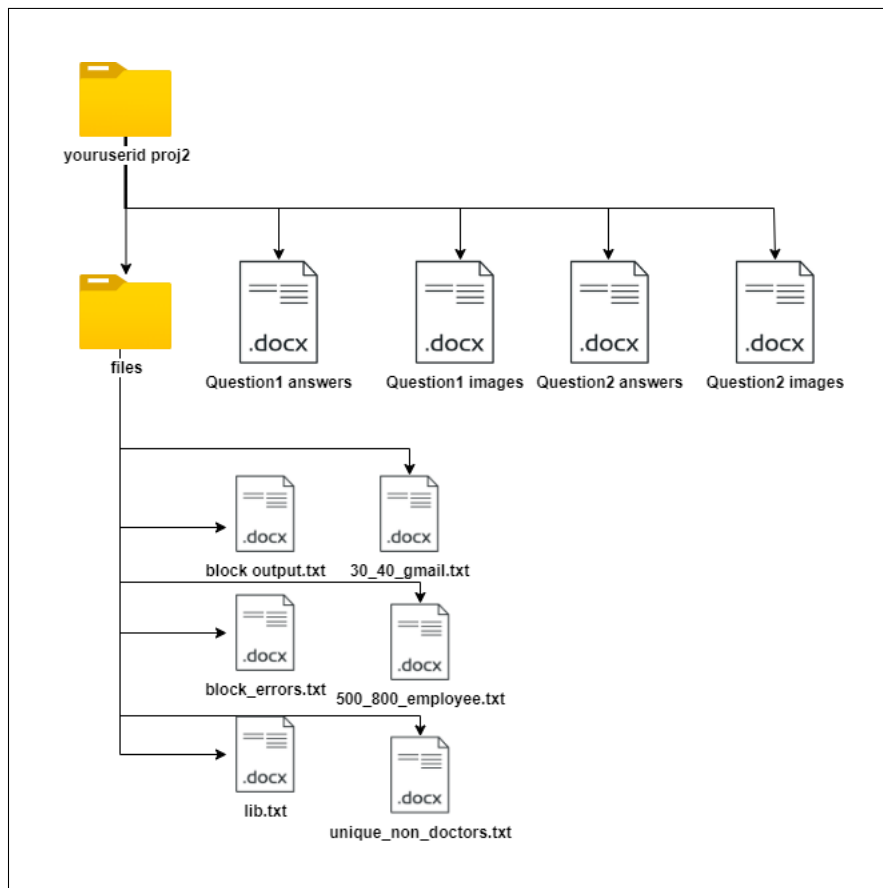 youruserid proj2
.docx
.docx
.docx
.docx
files
Question1 answers
Question1 images
Question2 answers
Question2 images
.docx
.docx
block output.txt
30_40_gmail.txt
.docx
.docx
block_errors.txt
500_800_employee.txt
.docx
.docx
lib.txt
unique_non_doctors.txt